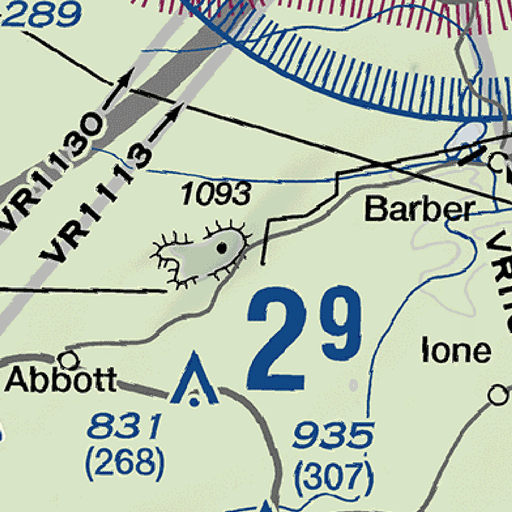 -289
VR1130
VR1113
1093
Barber
29
Ione
Abbott
831
(268)
935
(307)